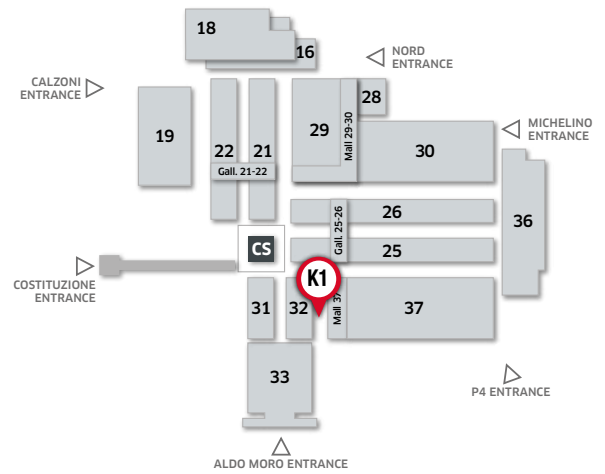 18
16
NORD
ENTRANCE
CALZONI
ENTRANCE
28
19
22
21
29
Mall 29-30
30
MICHELINO
ENTRANCE
Gall. 21-22
36
26
Gall. 25-26
25
CS
COSTITUZIONE
ENTRANCE
K1
31
32
Mall 37
37
33
P4 ENTRANCE
ALDO MORO ENTRANCE